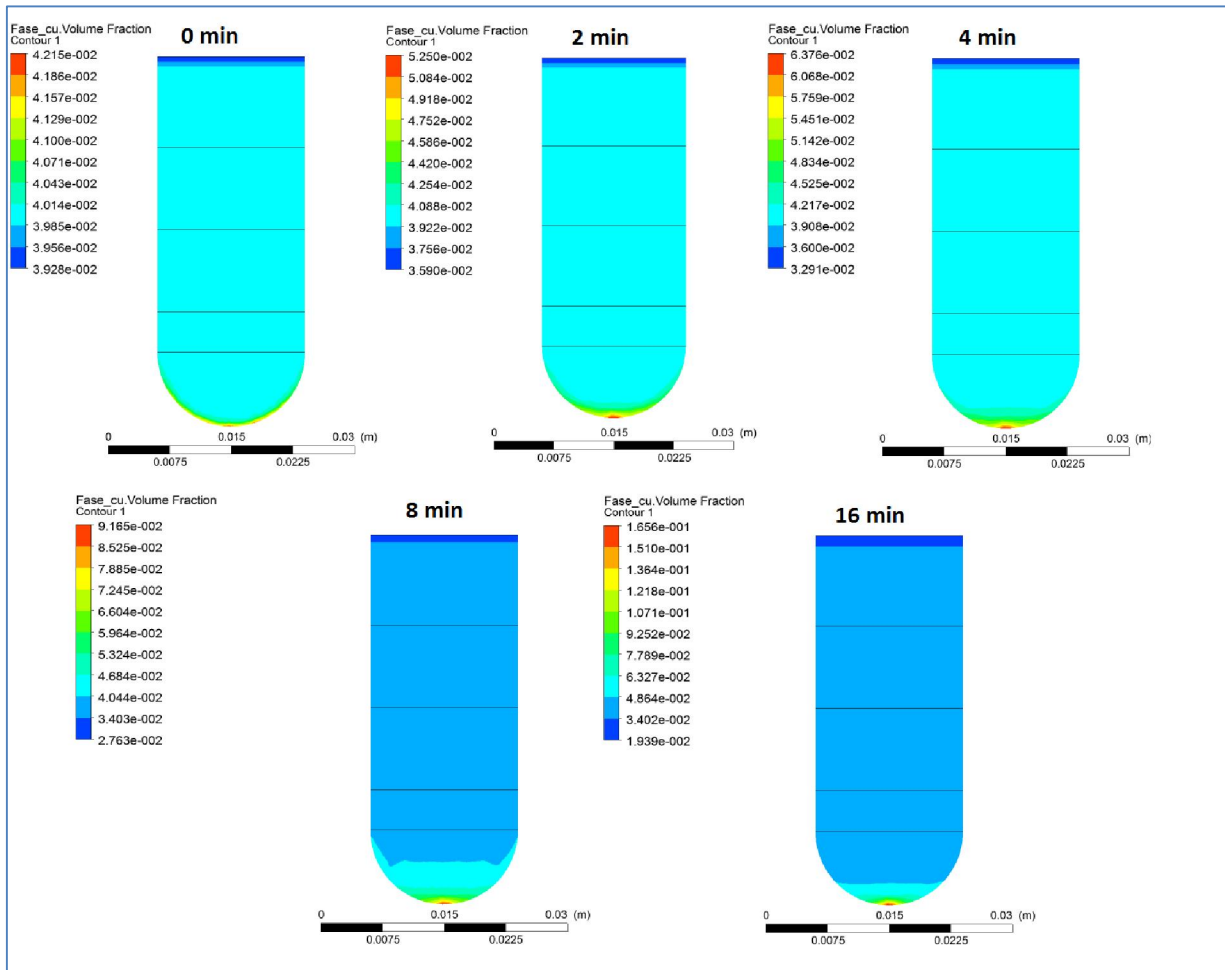 Fase_cu.Volume Fraction
Contour 1
0 min
4.215e-002
4.186e-002
4.157e-002
4.129e-002
4.100e-002
4.071e-002
4.043e-002
4.014e-002
3.985e-002
3.956e-002
3.928e-002
0 0.015 0.03 (m)
0.0075 0.0225
Fase_cu.Volume Fraction
Contour 1
2 min
5.250e-002
5.084e-002
4.918e-002
4.752e-002
4.586e-002
4.420e-002
4.254e-002
4.088e-002
3.922e-002
3.756e-002
3.590e-002
0 0.015 0.03 (m)
0.0075 0.0225
Fase_cu.Volume Fraction
Contour 1
4 min
6.376e-002
6.068e-002
5.759e-002
5.451e-002
5.142e-002
4.834e-002
4.525e-002
4.217e-002
3.908e-002
3.600e-002
3.291e-002
0 0.015 0.03 (m)
0.0075 0.0225
Fase_cu.Volume Fraction
Contour 1
8 min
9.165e-002
8.525e-002
7.885e-002
7.245e-002
6.604e-002
5.964e-002
5.324e-002
4.684e-002
4.044e-002
3.403e-002
2.763e-002
0 0.015 0.03 (m)
0.0075 0.0225
Fase_cu.Volume Fraction
Contour 1
16 min
1.656e-001
1.510e-001
1.364e-001
1.218e-001
1.071e-001
9.252e-002
7.789e-002
6.327e-002
4.864e-002
3.402e-002
1.939e-002
0 0.015 0.03 (m)
0.0075 0.0225